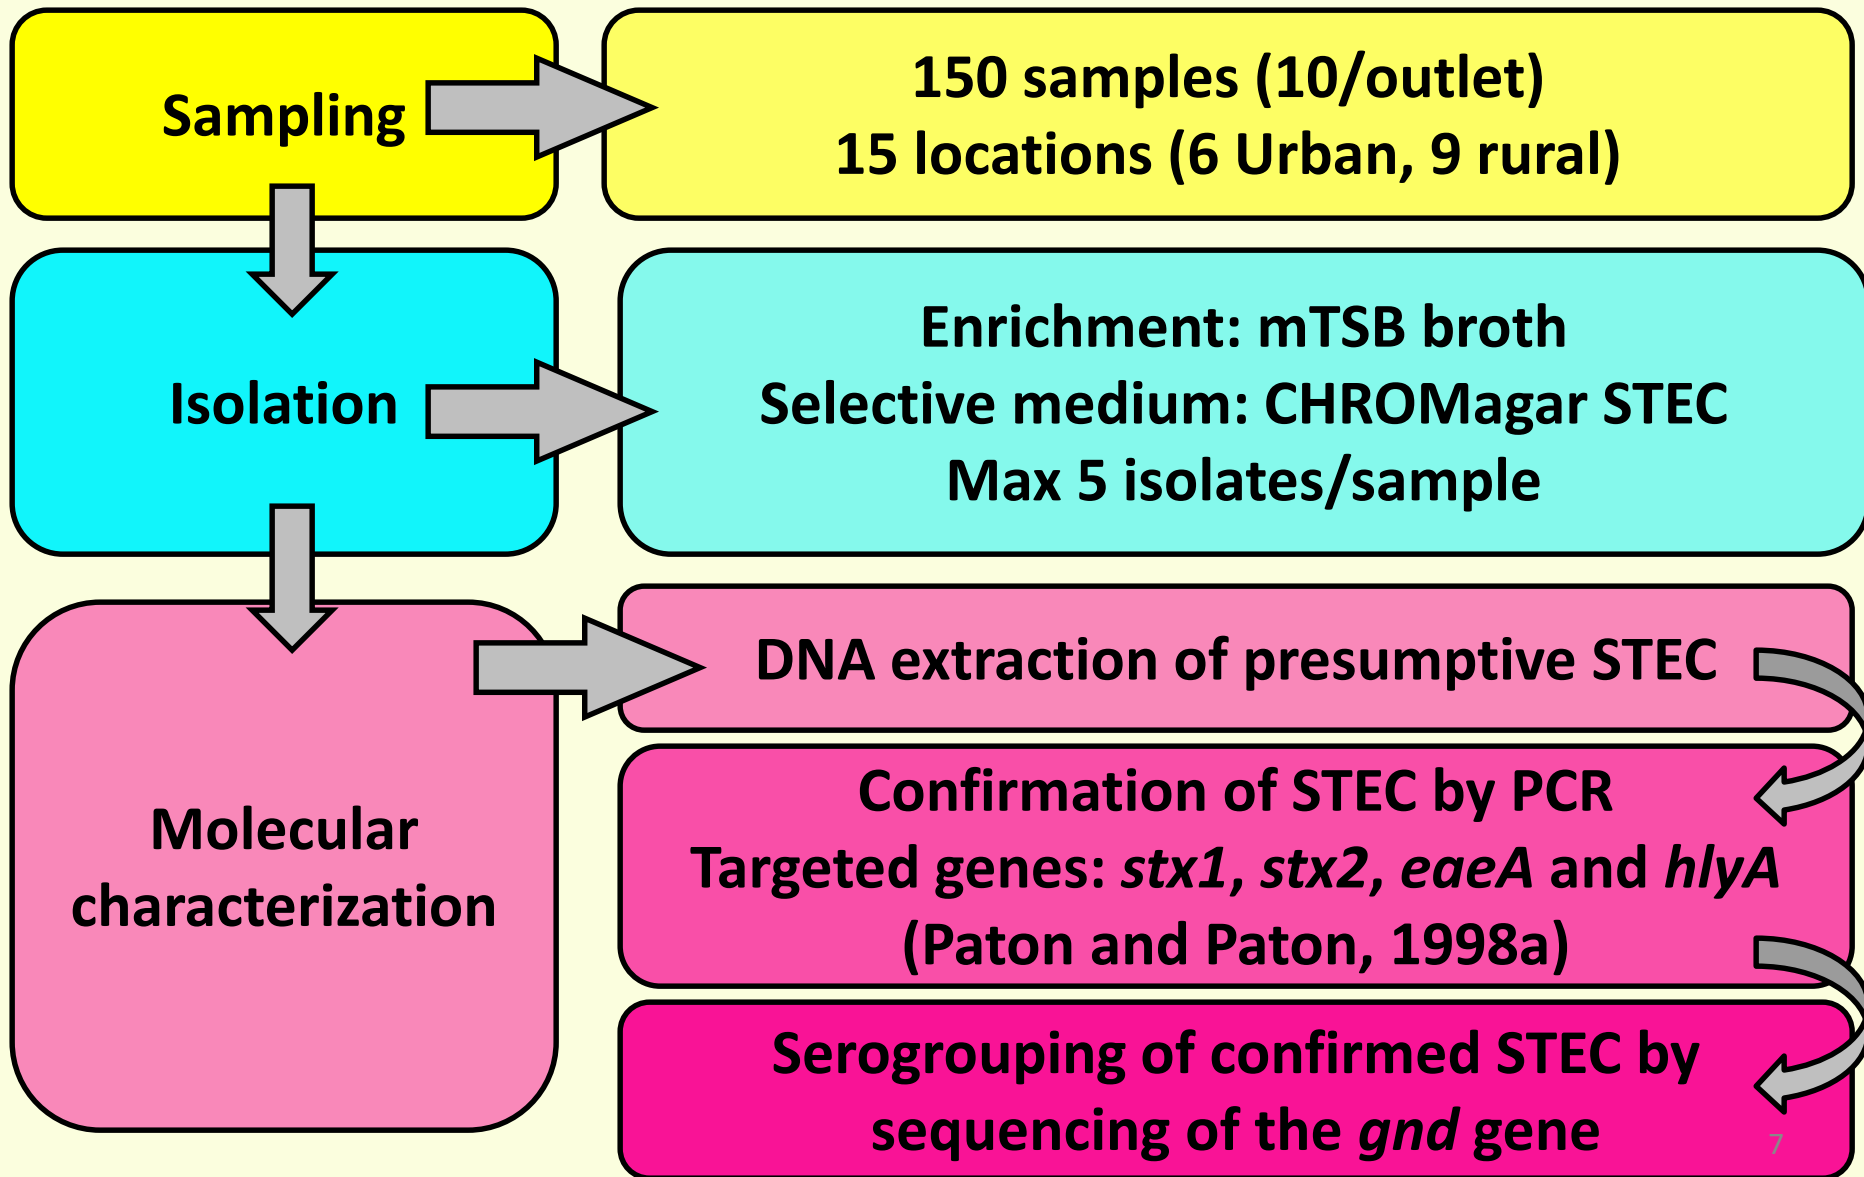 Sampling
150 samples (10/outlet)
15 locations (6 Urban, 9 rural)
Isolation
Enrichment: mTSB broth
Selective medium: CHROMagar STEC
Max 5 isolates/sample
Molecular
characterization
DNA extraction of presumptive STEC
Confirmation of STEC by PCR
Targeted genes: stx1, stx2, eaeA and hlyA
(Paton and Paton, 1998a)
Serogrouping of confirmed STEC by
sequencing of the gnd gene
7